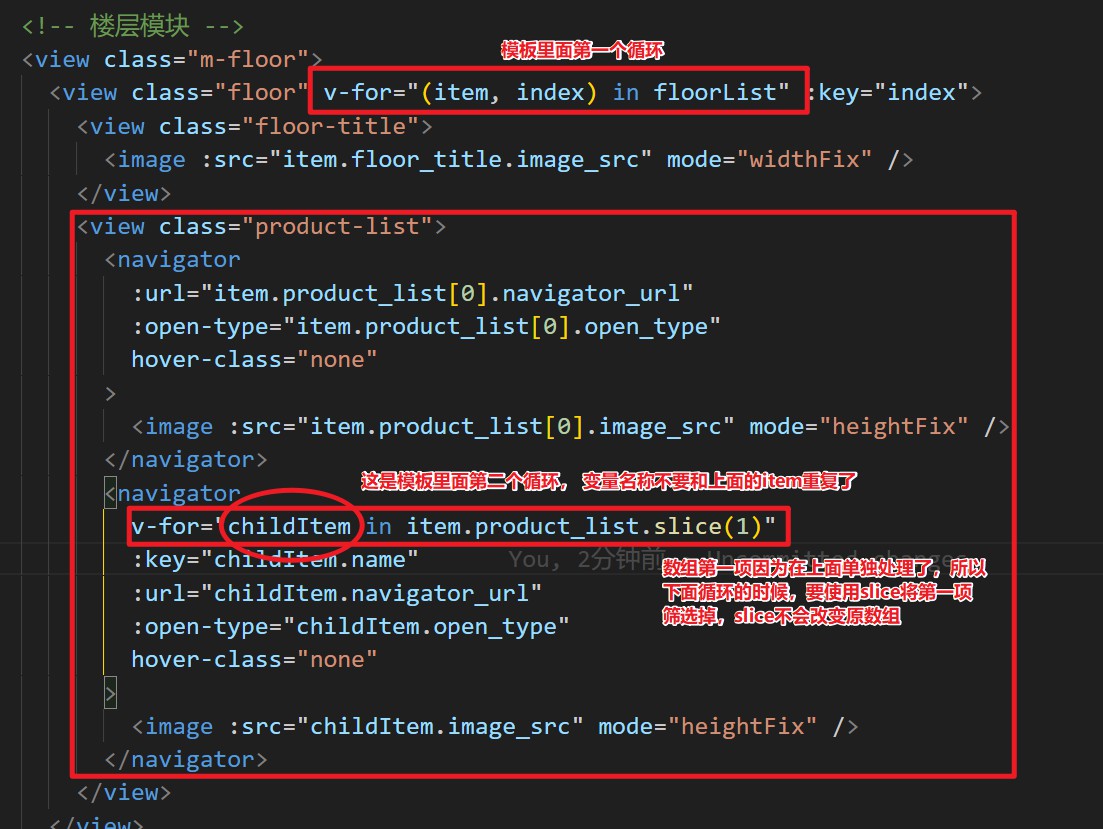 <!-- 楼层模块 -->
模板里面第一个循环
<view class="m-floor">
<view class="floor" v-for="(item, index) in floorList" :key="index">
<view class="floor-title">
<image :src="item.floor_title.image_src" mode="widthFix" />
</view>
<view class="product-list">
<navigator
:url="item.product_list[0].navigator_url"
:open-type="item.product_list[0].open_type"
hover-class="none"
>
<image :src="item.product_list[0].image_src" mode="heightFix" />
</navigator>
这是模板里面第二个循环， 变量名称不要和上面的item重复了
<navigator
v-for="childItem in item.product_list.slice(1)"
:key="childItem.name" You, 2分钟前 • Uncommitted changes
数组第一项因为在上面单独处理了，所以
下面循环的时候，要使用slice将第一项
筛选掉，slice不会改变原数组
:url="childItem.navigator_url"
:open-type="childItem.open_type"
hover-class="none"
>
<image :src="childItem.image_src" mode="heightFix" />
</navigator>
</view>
</view>